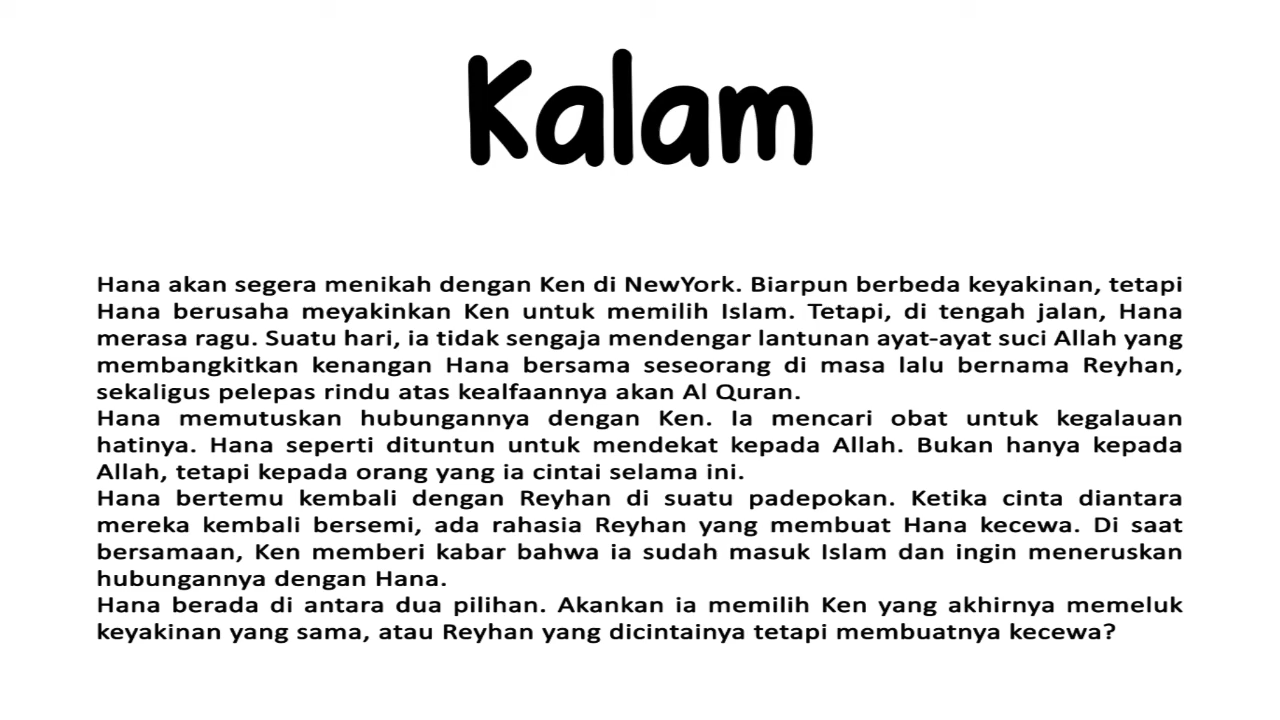 Kalam
Hana akan segera menikah dengan Ken di NewYork. Biarpun berbeda keyakinan, tetapi
Hana berusaha meyakinkan Ken untuk memilih Islam. Tetapi, di tengah jalan, Hana
merasa ragu. Suatu hari, ia tidak sengaja mendengar lantunan ayat-ayat suci Allah yang
membangkitkan kenangan Hana bersama seseorang di masa lalu bernama Reyhan,
sekaligus pelepas rindu atas kealfaannya akan Al Quran.
Hana memutuskan hubungannya dengan Ken. Ia mencari obat untuk kegalauan
hatinya. Hana seperti dituntun untuk mendekat kepada Allah. Bukan hanya kepada
Allah, tetapi kepada orang yang ia cintai selama ini.
Hana bertemu kembali dengan Reyhan di suatu padepokan. Ketika cinta diantara
mereka kembali bersemi, ada rahasia Reyhan yang membuat Hana kecewa. Di saat
bersamaan, Ken memberi kabar bahwa ia sudah masuk Islam dan ingin meneruskan
hubungannya dengan Hana.
Hana berada di antara dua pilihan. Akankan ia memilih Ken yang akhirnya memeluk
keyakinan yang sama, atau Reyhan yang dicintainya tetapi membuatnya kecewa?